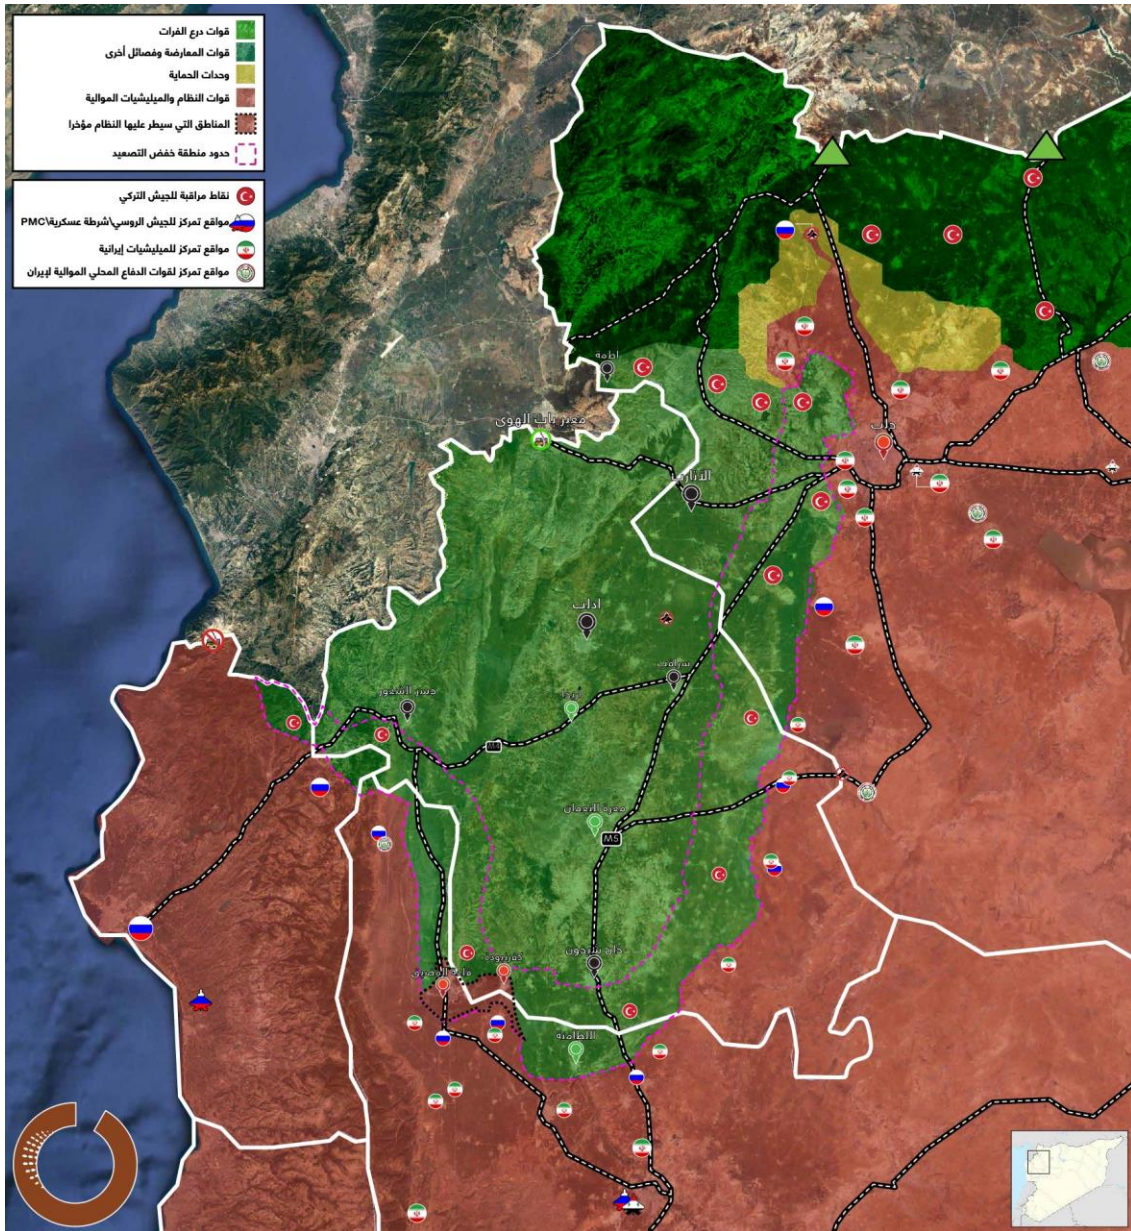 قوات درع الفرات
قوات المعارضة وفصائل أخرى
وحدات الحماية
قوات النظام والميليشيات الموالية
المناطق التي سيطر عليها النظام مؤخرا
حدود منطقة خفض التصعيد
نقاط مراقبة للجيش التركي
مواقع تمركز للجيش الروسي\شرطة عسكرية\PMC
مواقع تمركز للميليشيات إيرانية
مواقع تمركز لقوات الدفاع المحلي الموالية لإيران
اطمة
معبر باب الهوى
حلب
الأتارب
ادلب
سراقب
جسر الشغور
اريحا
M4
معرة النعمان
M5
خان شيخون
كفرنبودة
قلعة المضيق
اللطامنة